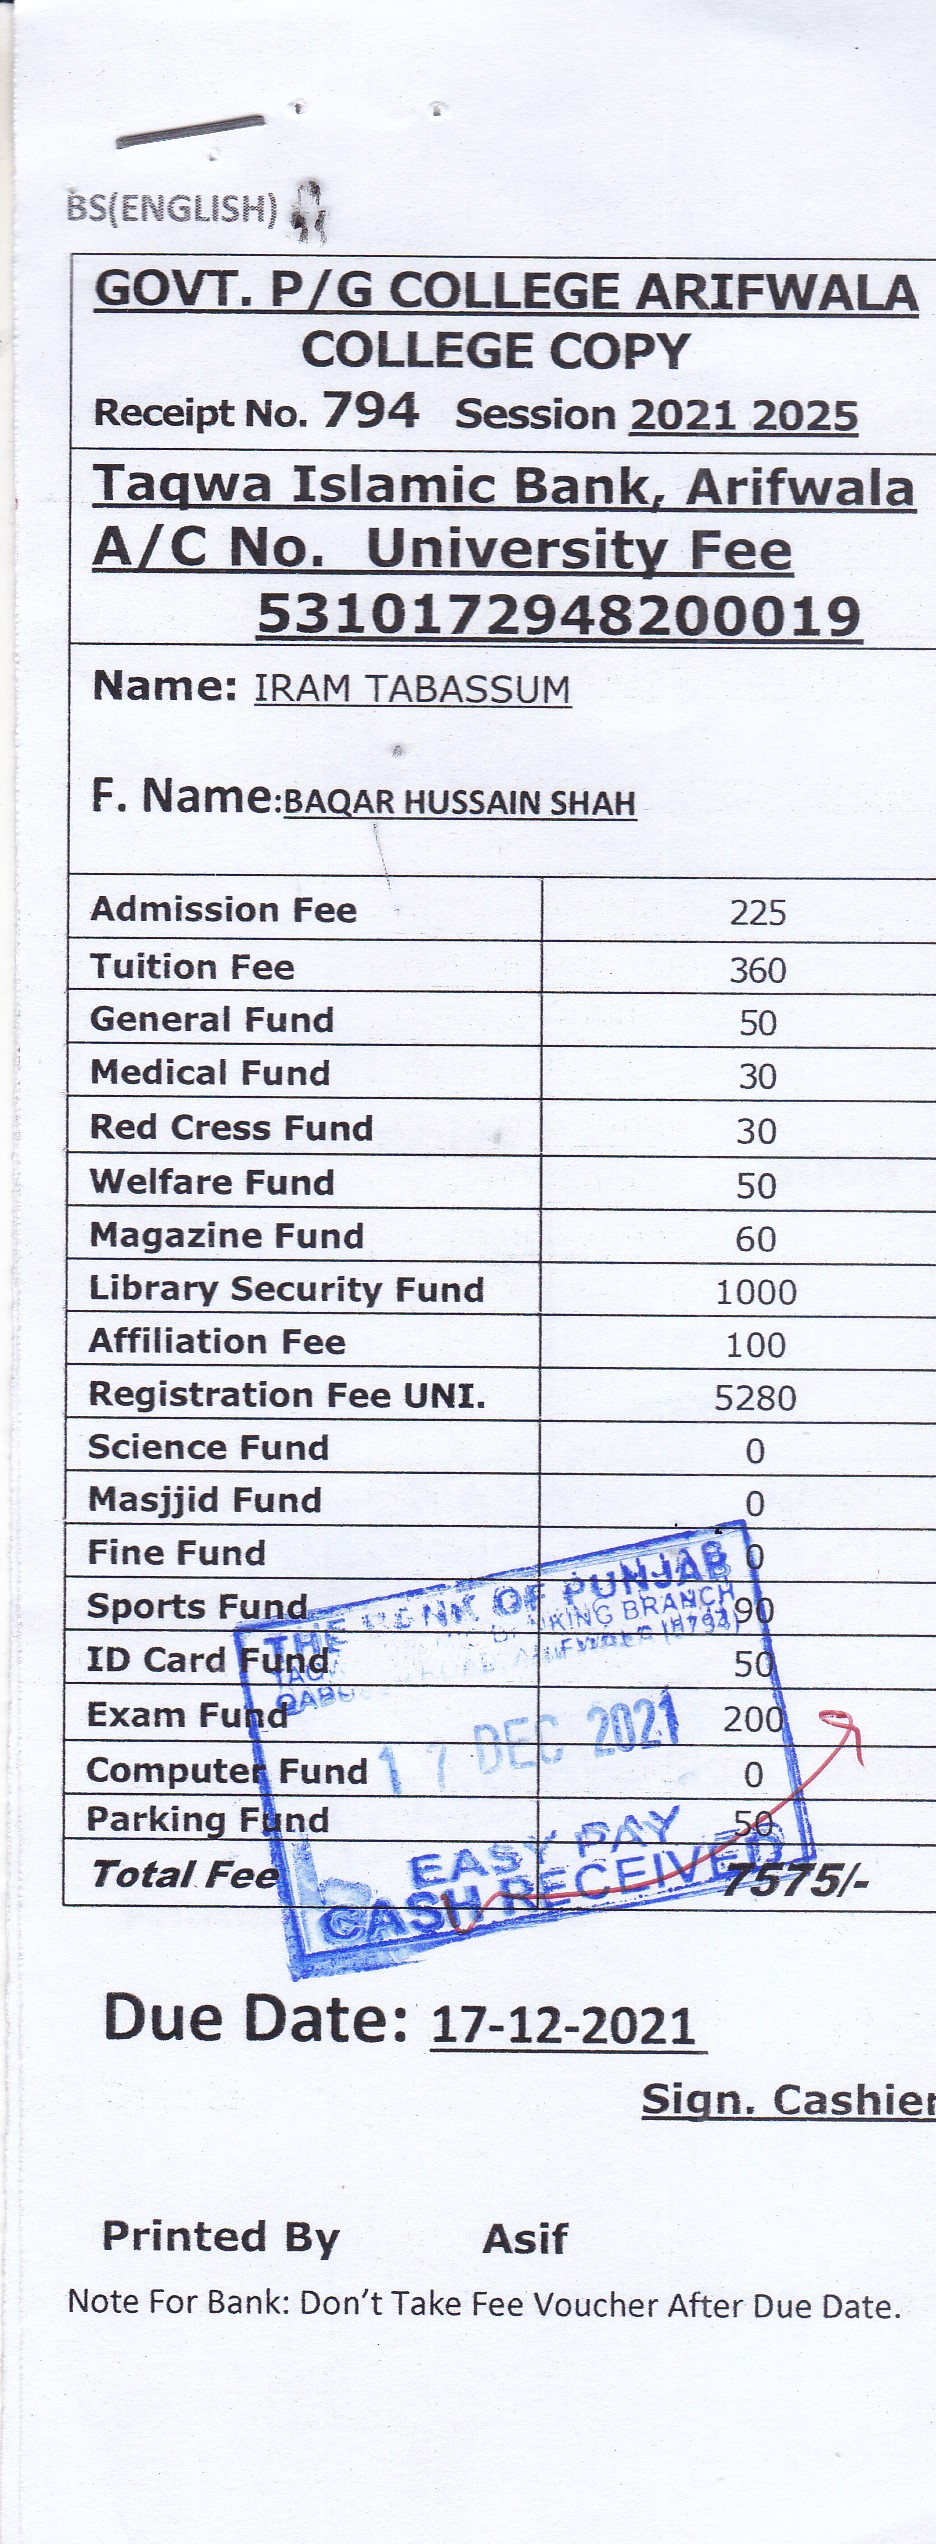 BS(ENGLISH)
GOVT. P/G COLLEGE ARIFWALA
COLLEGE COPY
Receipt No. 794 Session 2021 2025
Taqwa Islamic Bank, Arifwala
A/C No. University Fee
5310172948200019
Name: IRAM TABASSUM
F. Name:BAQAR HUSSAIN SHAH
Admission Fee 225
Tuition Fee 360
General Fund 50
Medical Fund 30
Red Cress Fund 30
Welfare Fund 50
Magazine Fund 60
Library Security Fund 1000
Affiliation Fee 100
Registration Fee UNI. 5280
Science Fund 0
Masjjid Fund 0
Fine Fund 0
Sports Fund 90
ID Card Fund 50
Exam Fund 200
Computer Fund 0
Parking Fund 50
Total Fee 7575/-
THE BANK OF PUNJAB
BANKING BRANCH
ROAD ARIFWALA
17 DEC 2021
EASY PAY
CASH RECEIVED
Due Date: 17-12-2021
Sign. Cashier
Printed By Asif
Note For Bank: Don't Take Fee Voucher After Due Date.